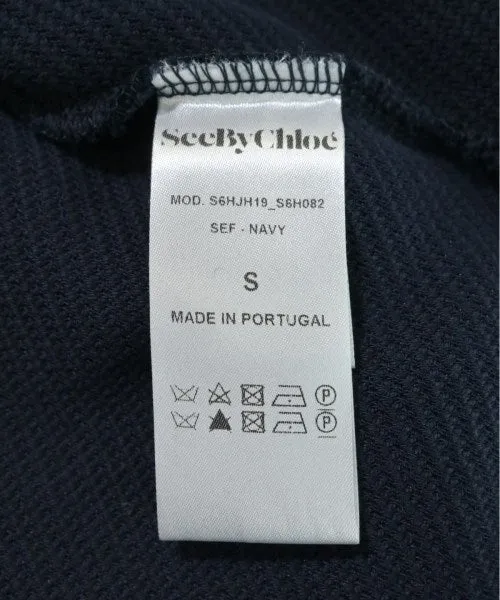 SeeByChloé
MOD. S6HJH19_S6H082
SEF - NAVY
S
MADE IN PORTUGAL
P
P